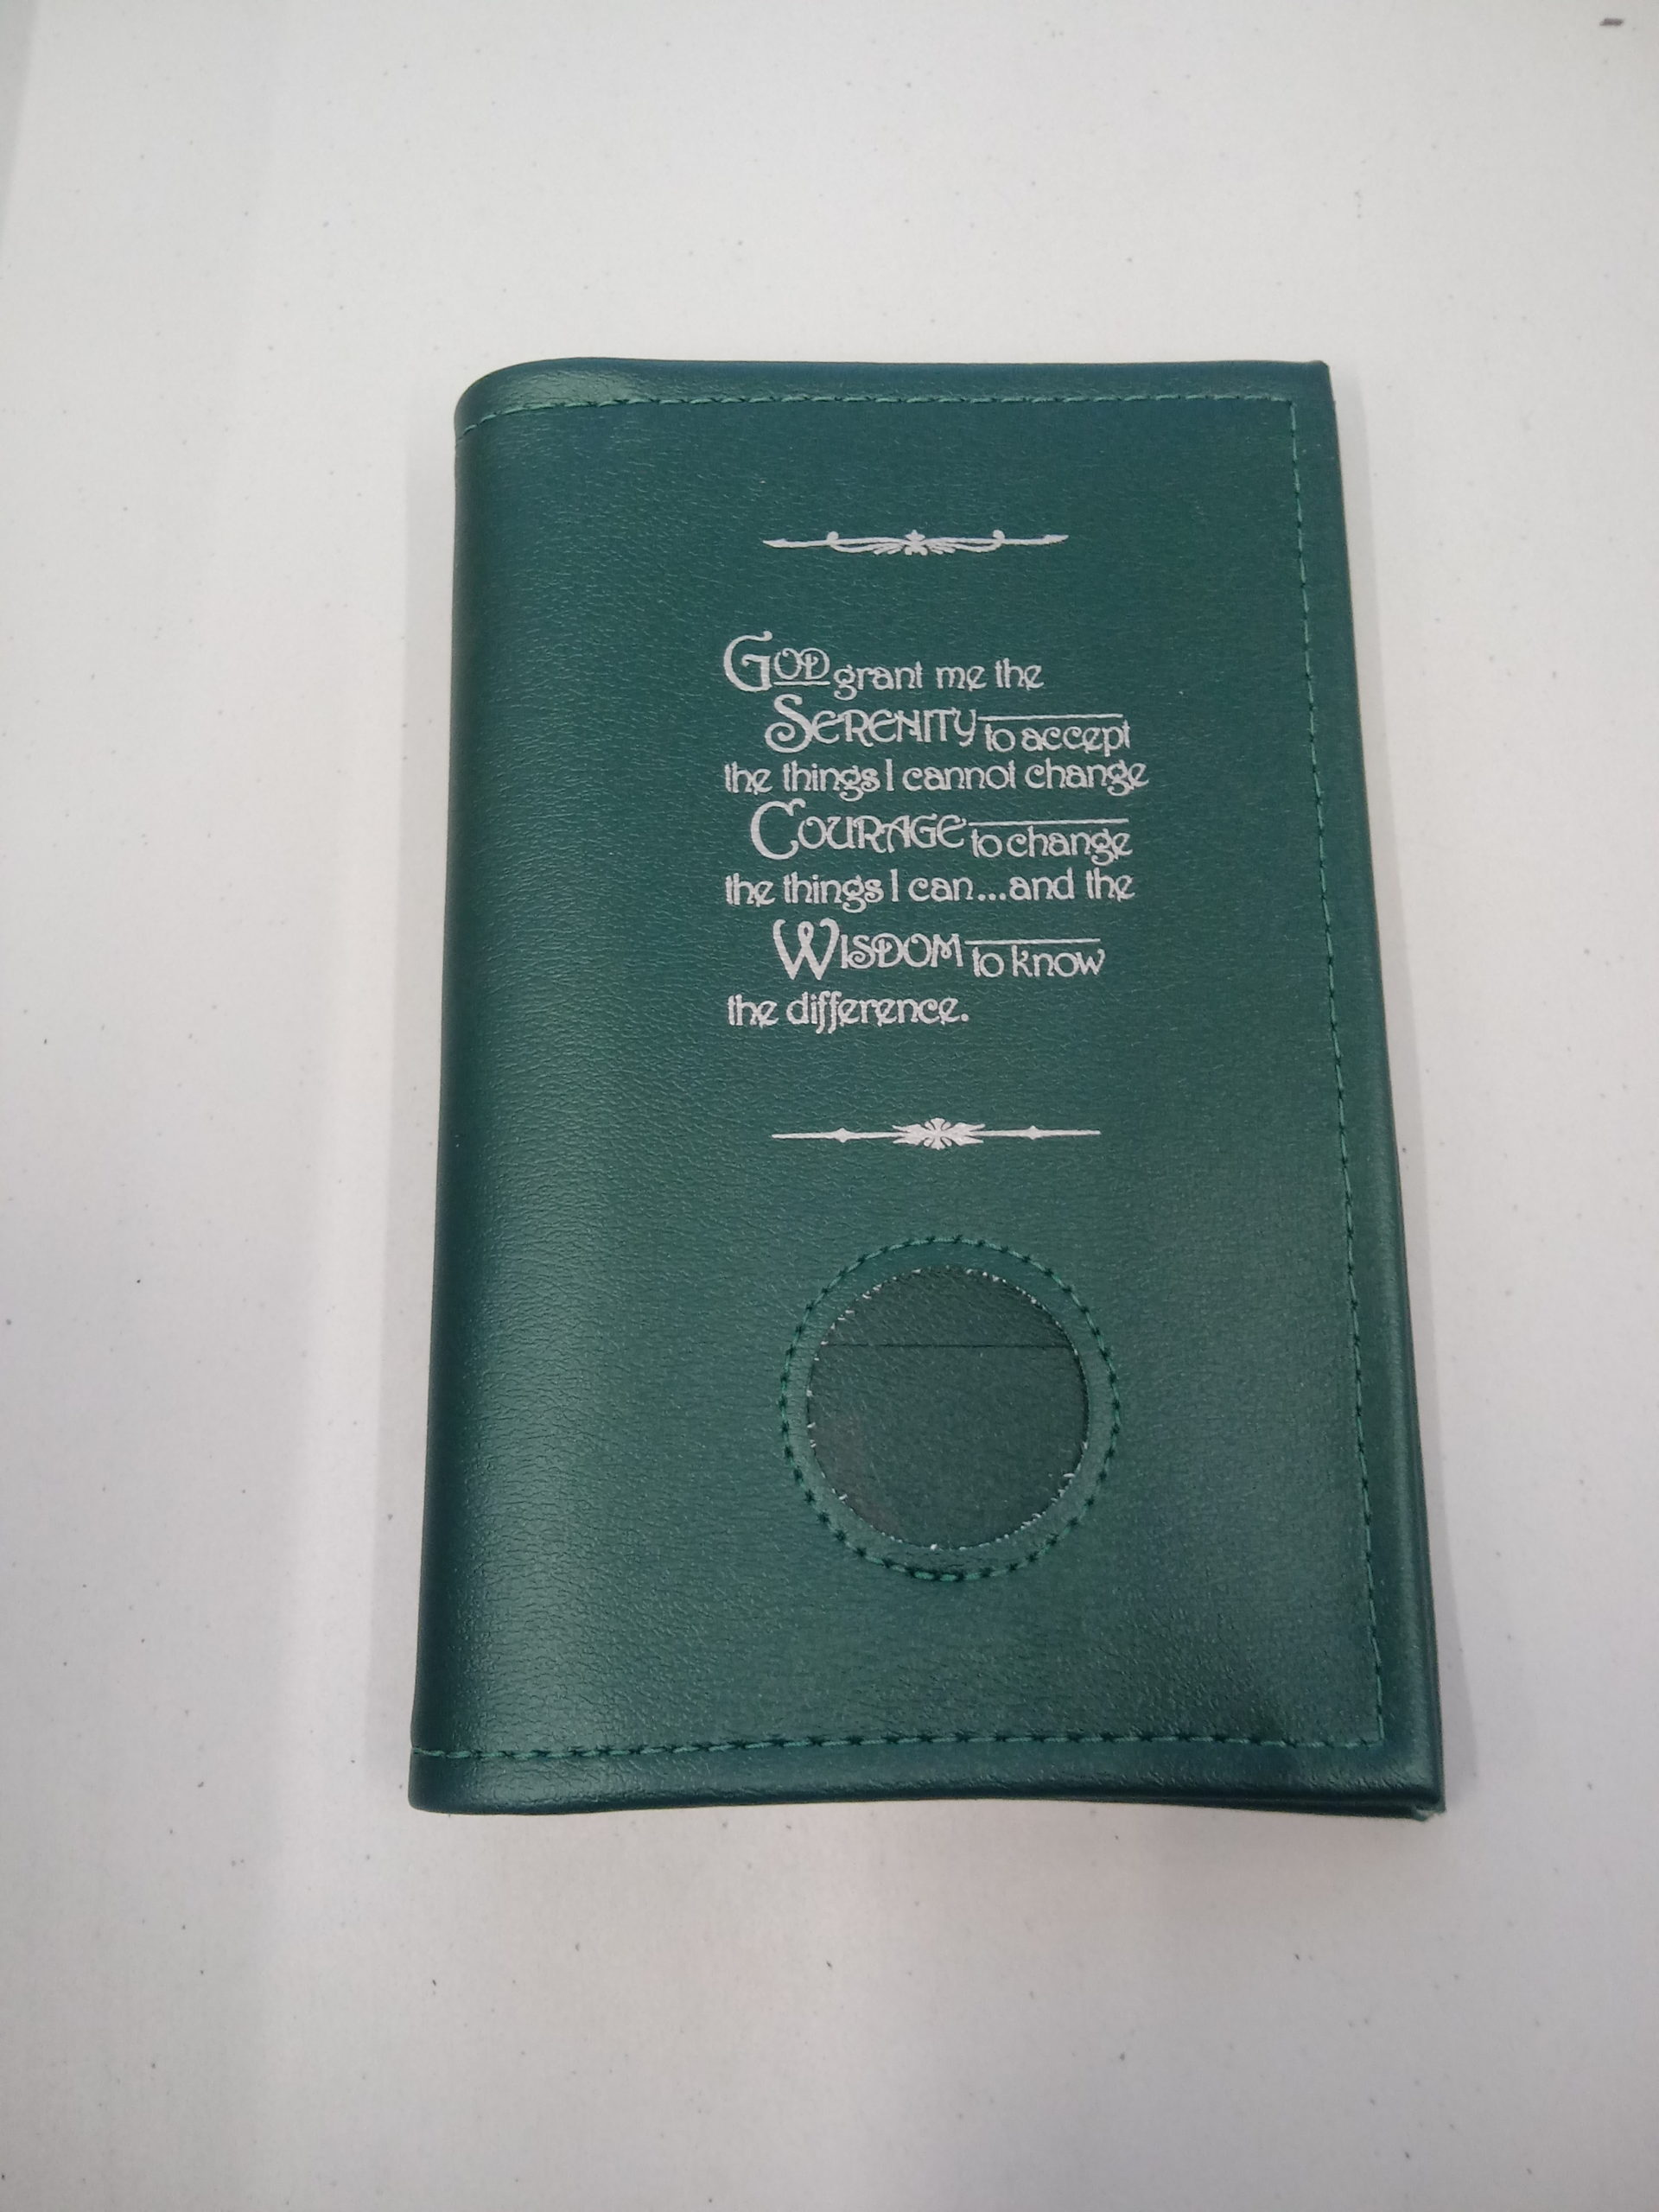 GOD grant me the
SERENITY to accept
the things I cannot change
COURAGE to change
the things I can...and the
WISDOM to know
the difference.